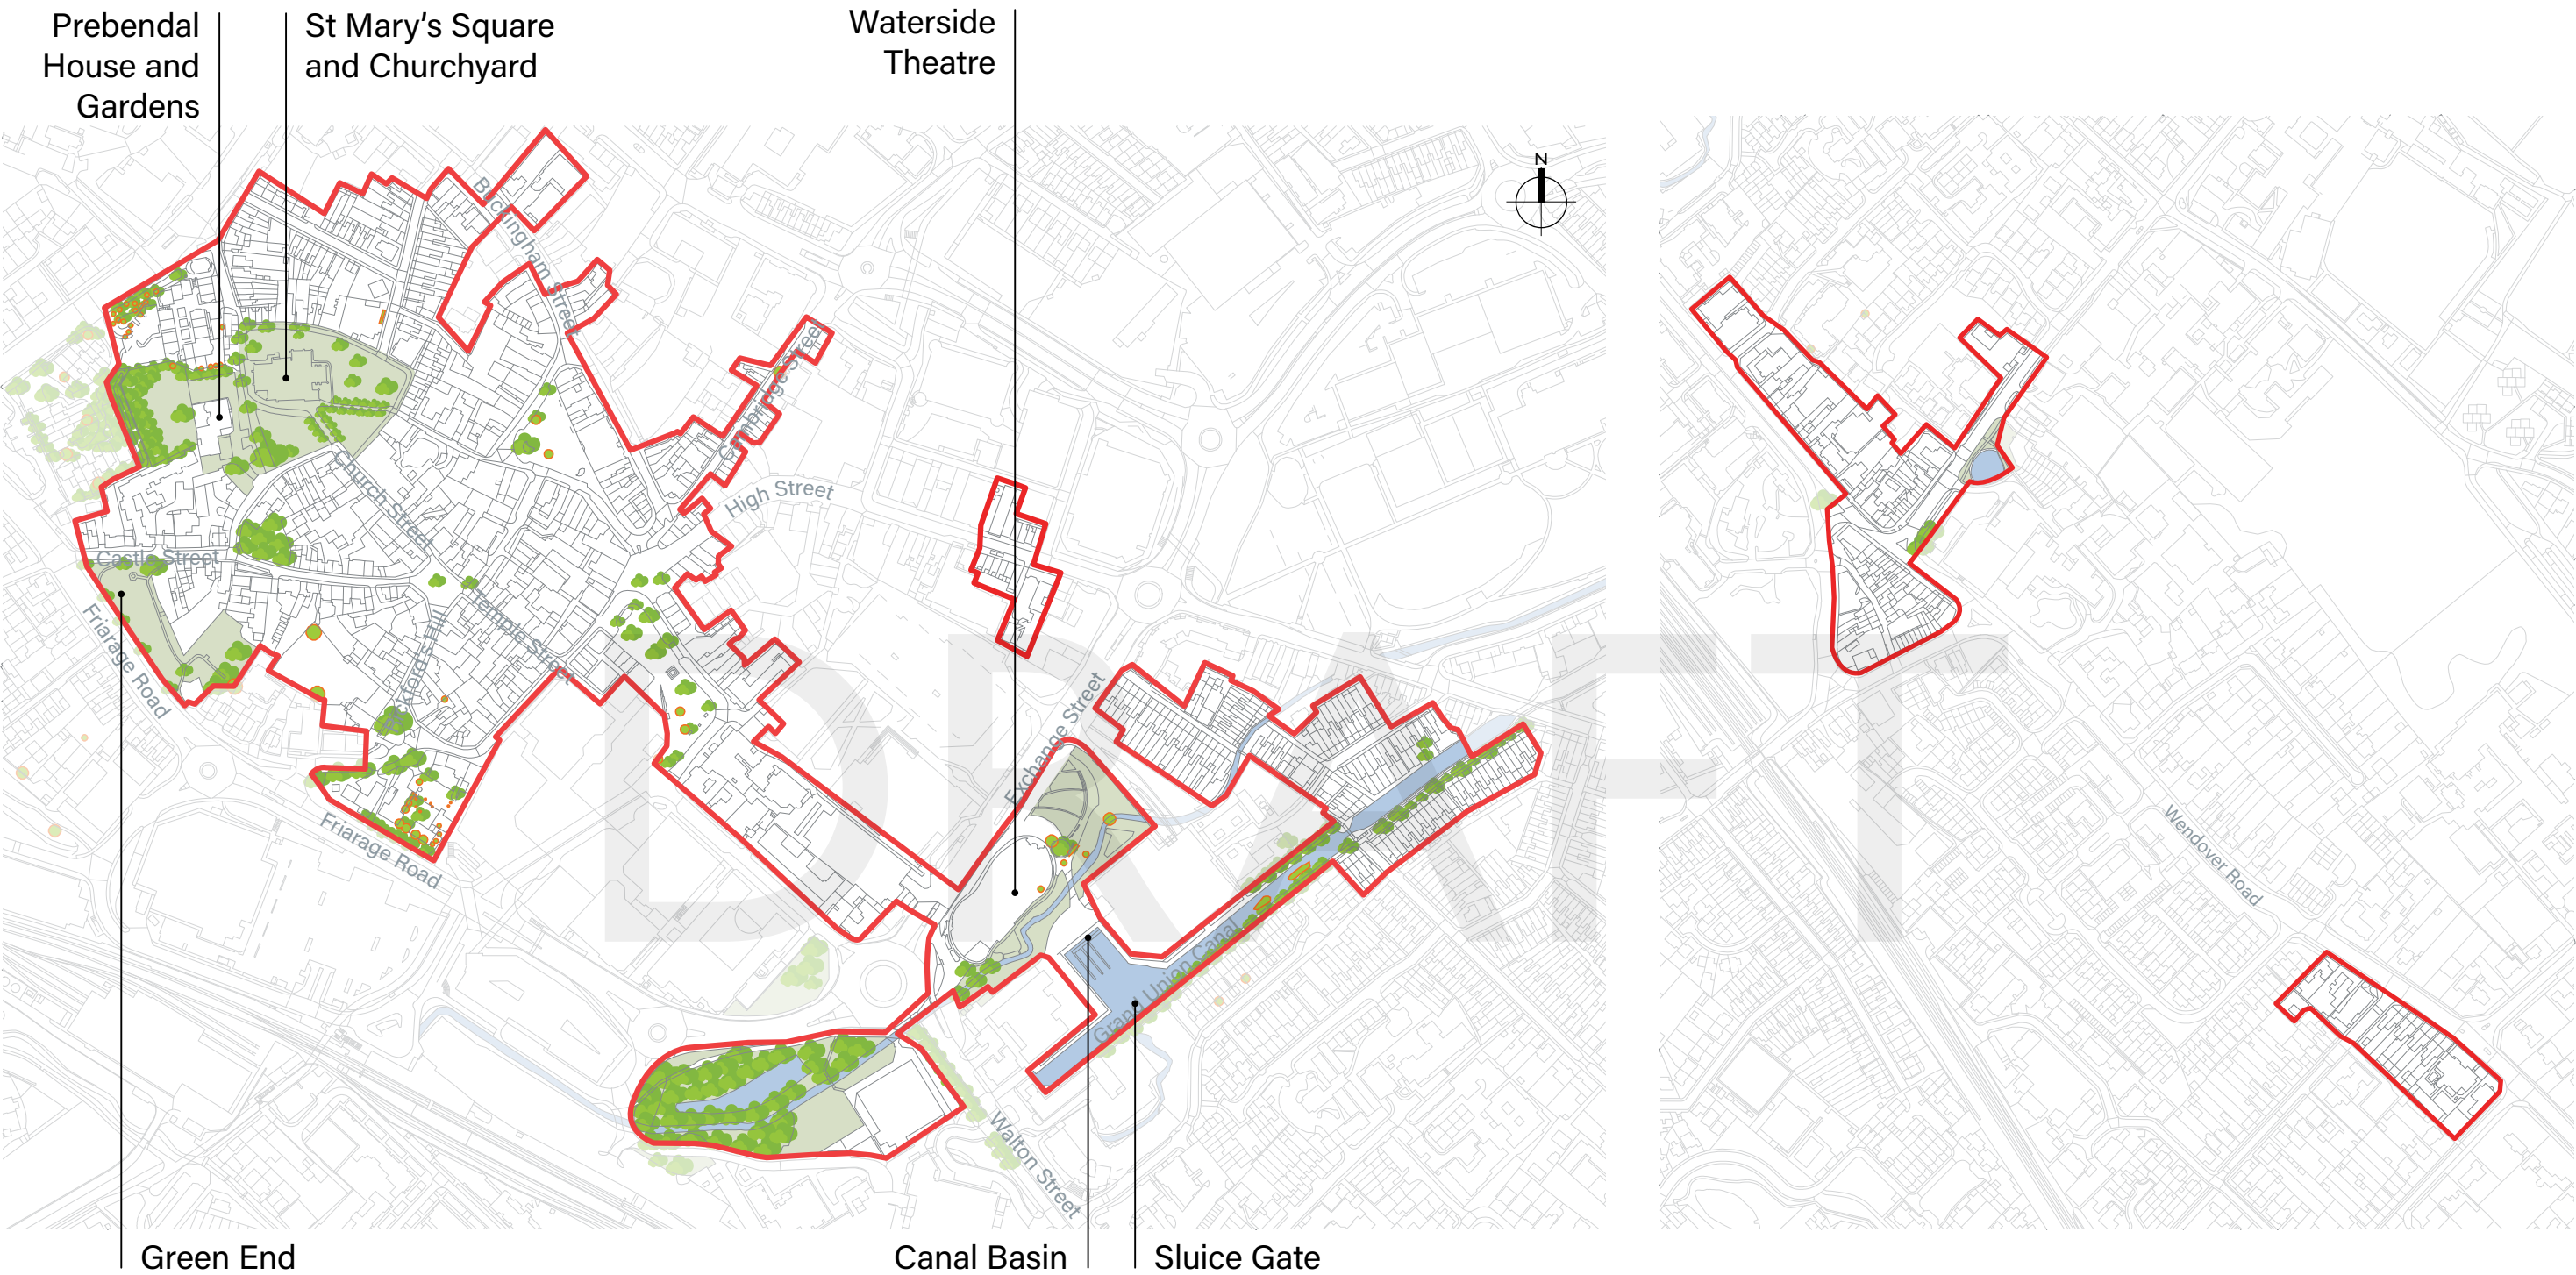 Prebendal
House and
Gardens
St Mary's Square
and Churchyard
Waterside
Theatre
N
Buckingham Street
Cambridge Street
High Street
Church Street
Castle Street
Friarage Road
Temple Street
Rickford's Hill
Exchange Street
Friarage Road
Grand Union Canal
Walton Street
Wendover Road
DRAFT
Green End
Canal Basin
Sluice Gate